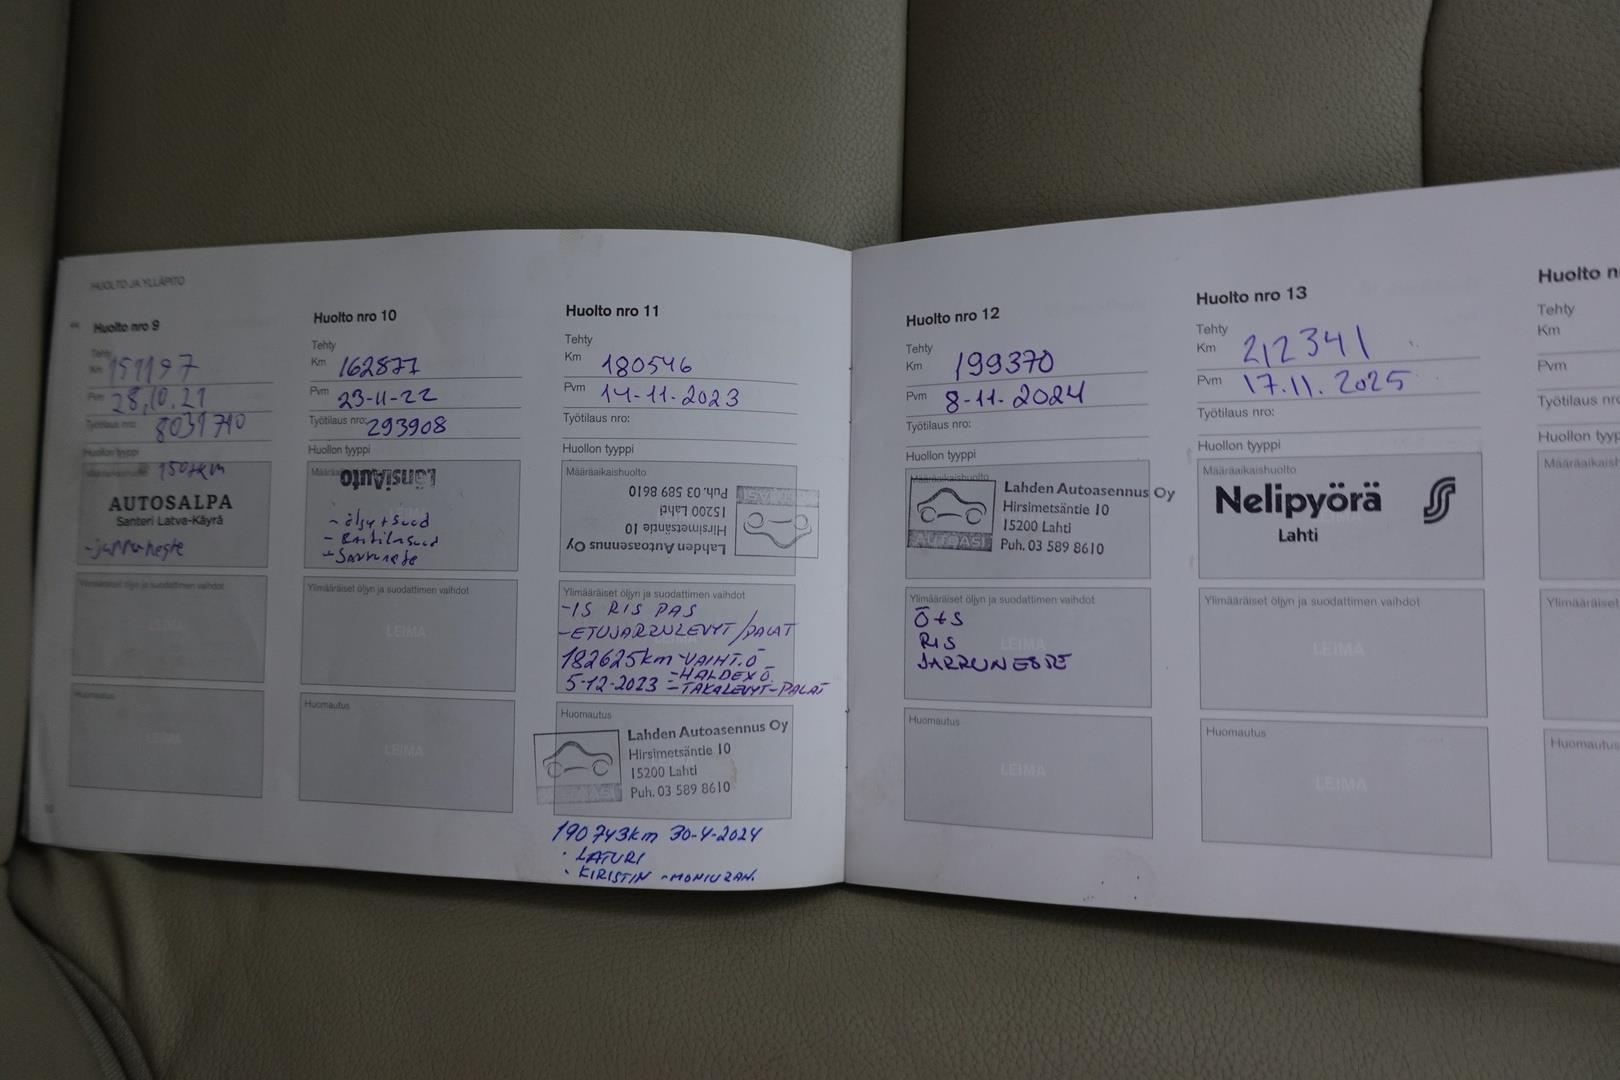 HUOLTO JA YLLÄPITO
Huolto nro 9
Tehty
Km 151197
Pvm 28.10.21
Työtilaus nro: 8031710
Huollon tyyppi
150tkm
AUTOSALPA
Santeri Latva-Käyrä
Ylimääräiset öljyn ja suodattimen vaihdot
LEIMA
Huomautus
LEIMA
Huolto nro 10
Tehty
Km 162877
Pvm 23-11-22
Työtilaus nro: 293908
Huollon tyyppi
LänsiAuto
- öljy + suod
Ylimääräiset öljyn ja suodattimen vaihdot
LEIMA
Huomautus
LEIMA
Huolto nro 11
Tehty
Km 180546
Pvm 14-11-2023
Työtilaus nro:
Huollon tyyppi
Määräaikaishuolto
Lahden Autoasennus Oy
Hirsimetsäntie 10
15200 Lahti
Puh. 03 589 8610
AUTOASI
Ylimääräiset öljyn ja suodattimen vaihdot
-IS RIS PAS
-ETUJARRULEVYT/PALAT
182625km -VAIHT.Ö
-HALDEX Ö.
5-12-2023 -TAKALEVYT-PALAT
Huomautus
Lahden Autoasennus Oy
Hirsimetsäntie 10
15200 Lahti
Puh. 03 589 8610
190743km 30-4-2024
· LATURI
· KIRISTIN -MONIURAH.
Huolto nro 12
Tehty
Km 199370
Pvm 8-11-2024
Työtilaus nro:
Huollon tyyppi
Määräaikaishuolto
Lahden Autoasennus Oy
Hirsimetsäntie 10
15200 Lahti
Puh. 03 589 8610
AUTOASI
Ylimääräiset öljyn ja suodattimen vaihdot
Ö+S
RIS
JARRUNESTE
LEIMA
Huomautus
LEIMA
Huolto nro 13
Tehty
Km 212341
Pvm 17.11.2025
Työtilaus nro:
Huollon tyyppi
Määräaikaishuolto
Nelipyörä
Lahti
Ylimääräiset öljyn ja suodattimen vaihdot
LEIMA
Huomautus
LEIMA
Huolto n
Tehty
Km
Pvm
Työtilaus nro
Huollon tyyp
Ylimääräiset
Huomautus